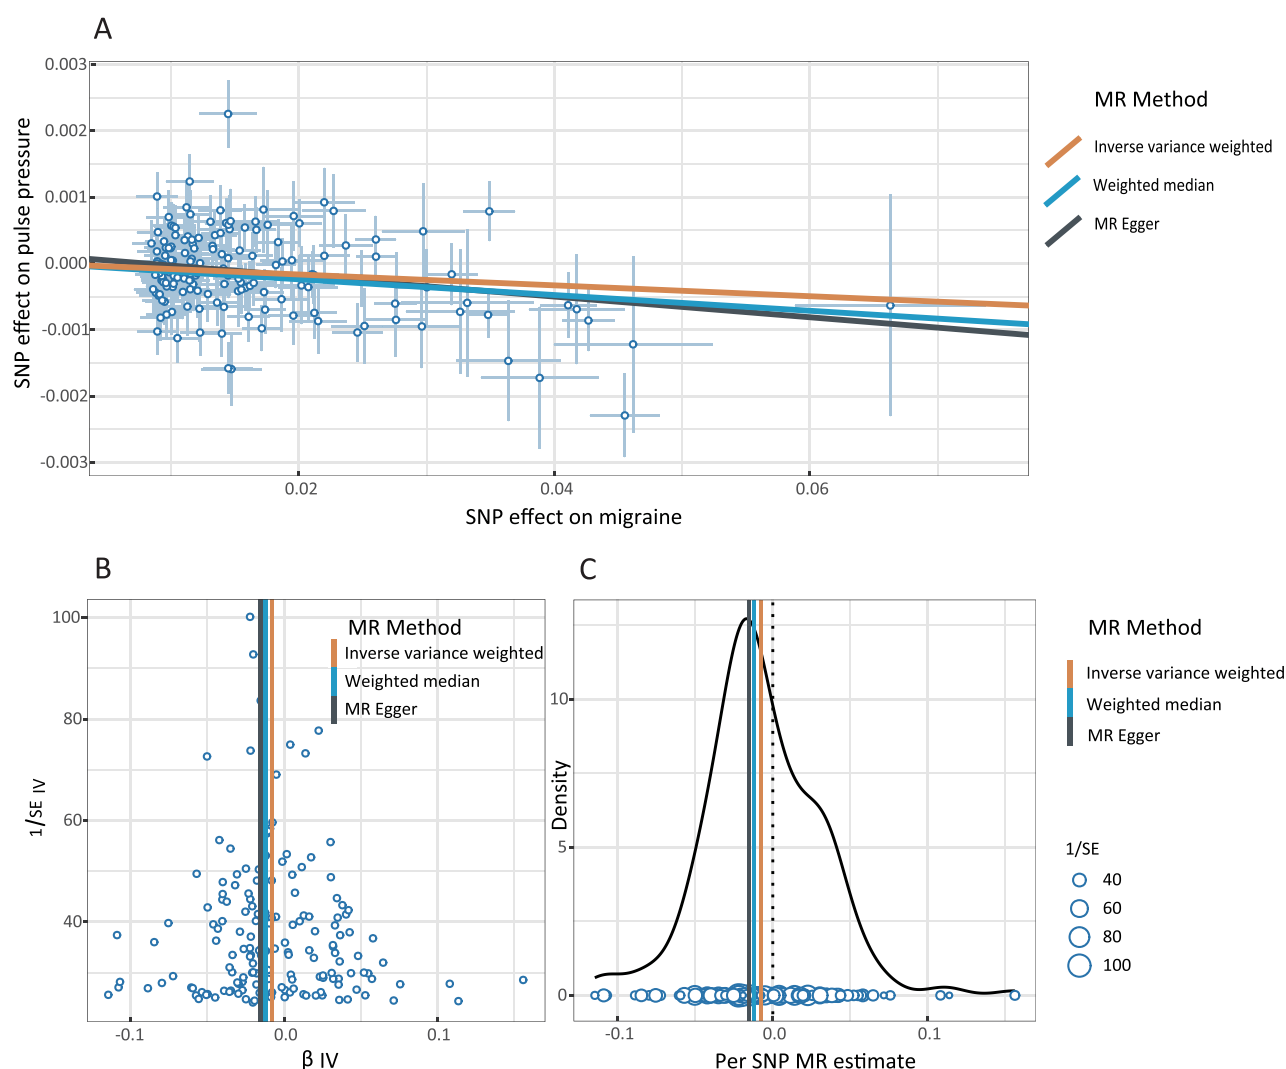 A
0.003
0.002
0.001
0.000
-0.001
-0.002
-0.003
SNP effect on pulse pressure
0.02
0.04
0.06
SNP effect on migraine
MR Method
Inverse variance weighted
Weighted median
MR Egger
B
100
80
60
40
1/SE IV
-0.1
0.0
0.1
β IV
MR Method
Inverse variance weighted
Weighted median
MR Egger
C
10
5
0
Density
-0.1
0.0
0.1
Per SNP MR estimate
MR Method
Inverse variance weighted
Weighted median
MR Egger
1/SE
40
60
80
100